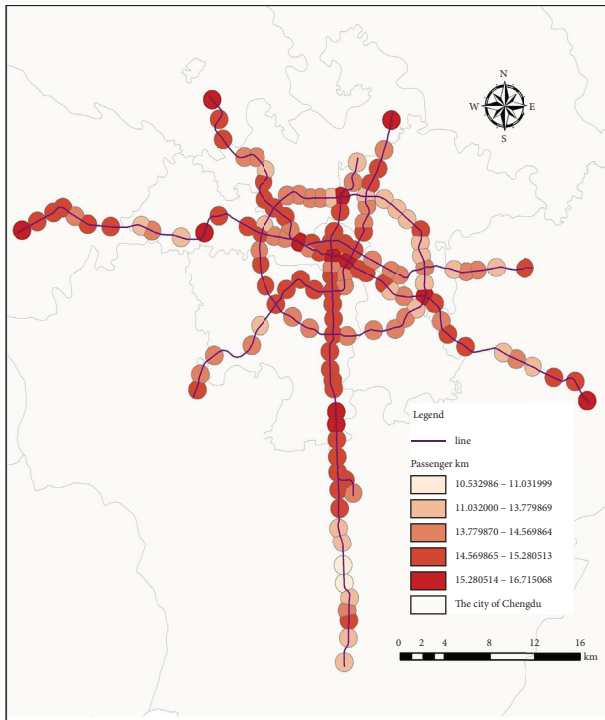 N
W E
S
Legend
line
Passenger km
10.532986 – 11.031999
11.032000 – 13.779869
13.779870 – 14.569864
14.569865 – 15.280513
15.280514 – 16.715068
The city of Chengdu
0 2 4 8 12 16
km